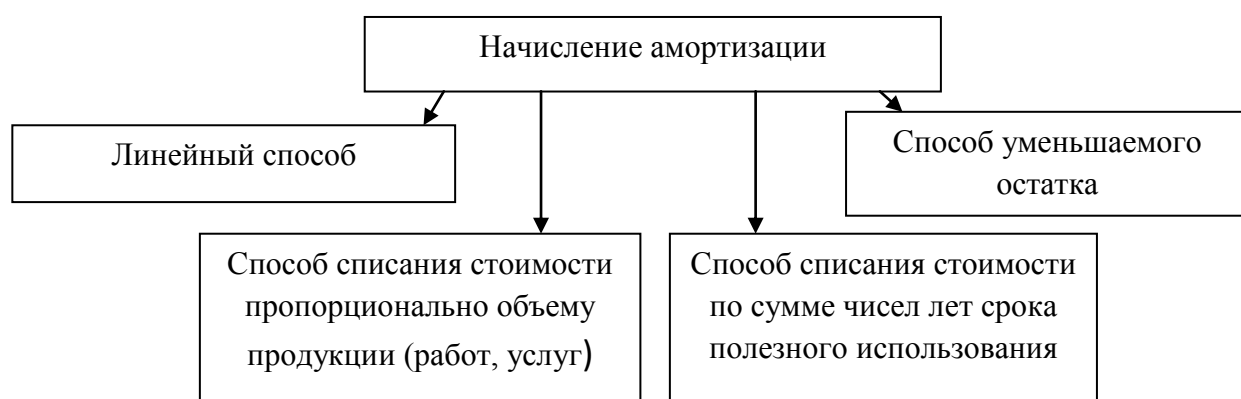 Начисление амортизации
Линейный способ
Способ уменьшаемого
остатка
Способ списания стоимости
пропорционально объему
продукции (работ, услуг)
Способ списания стоимости
по сумме чисел лет срока
полезного использования